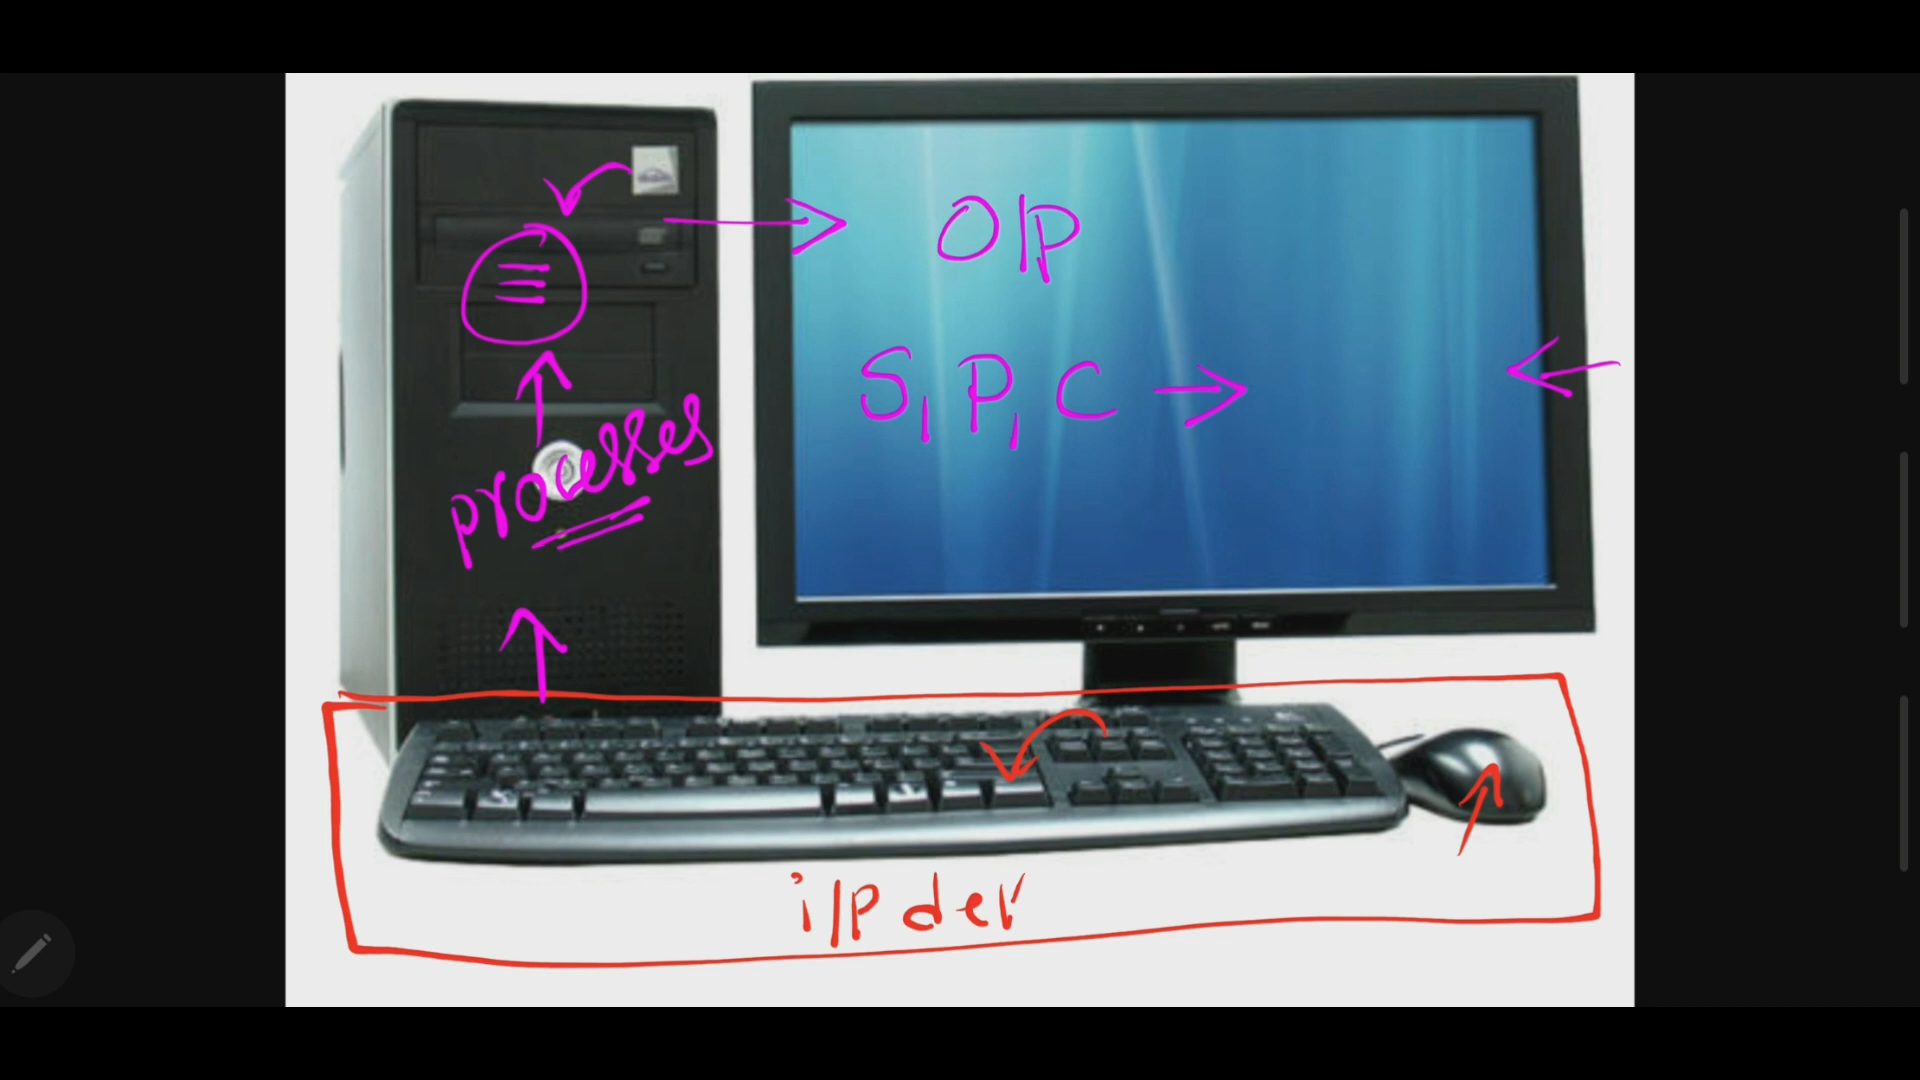 O/P
S, P, C →
processes
i/p dev